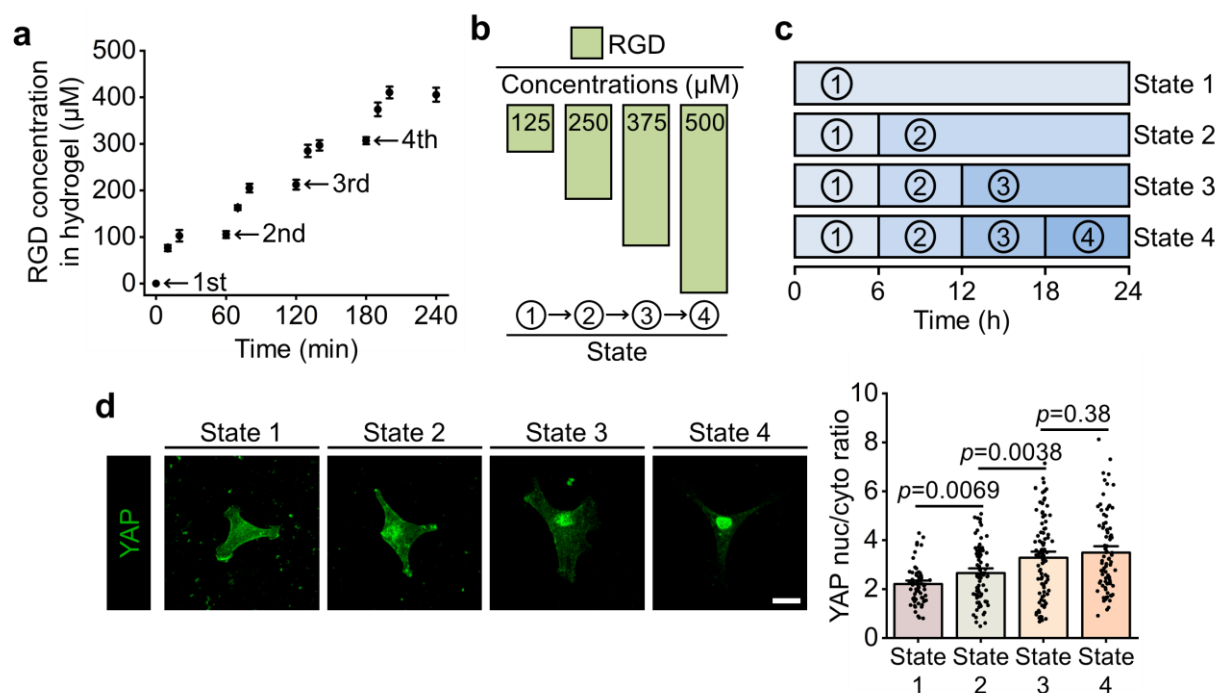 a
RGD concentration
in hydrogel (µM)
500
400
300
200
100
0
←1st
←2nd
←3rd
←4th
0 60 120 180 240
Time (min)
b
RGD
Concentrations (µM)
125 250 375 500
①→②→③→④
State
c
① State 1
① ② State 2
① ② ③ State 3
① ② ③ ④ State 4
0 6 12 18 24
Time (h)
d
YAP
State 1 State 2 State 3 State 4
YAP nuc/cyto ratio
10
8
6
4
2
0
p=0.38
p=0.0038
p=0.0069
State State State State
1 2 3 4